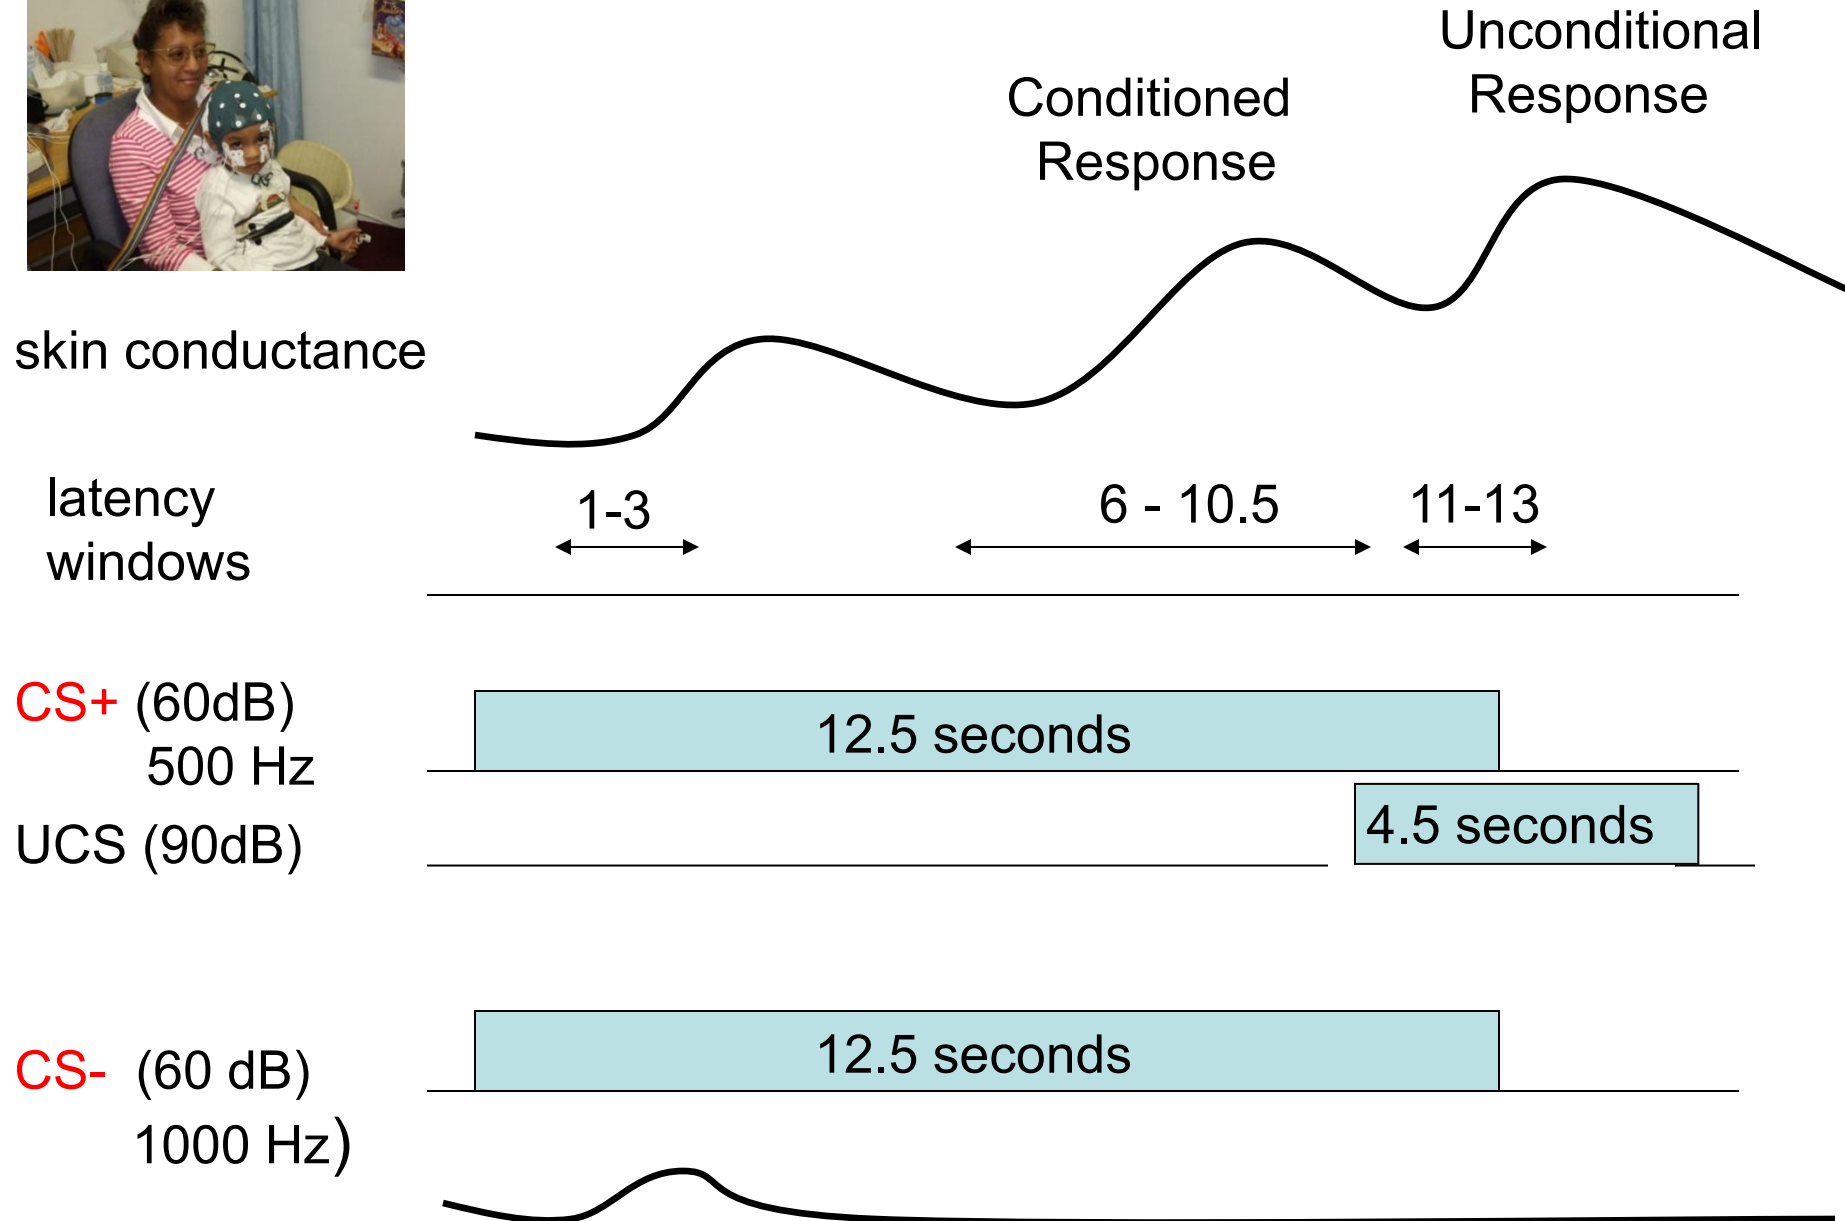 Unconditional
Response
Conditioned
Response
skin conductance
latency
windows
1-3
6 - 10.5
11-13
CS+ (60dB)
500 Hz
12.5 seconds
UCS (90dB)
4.5 seconds
CS- (60 dB)
1000 Hz)
12.5 seconds